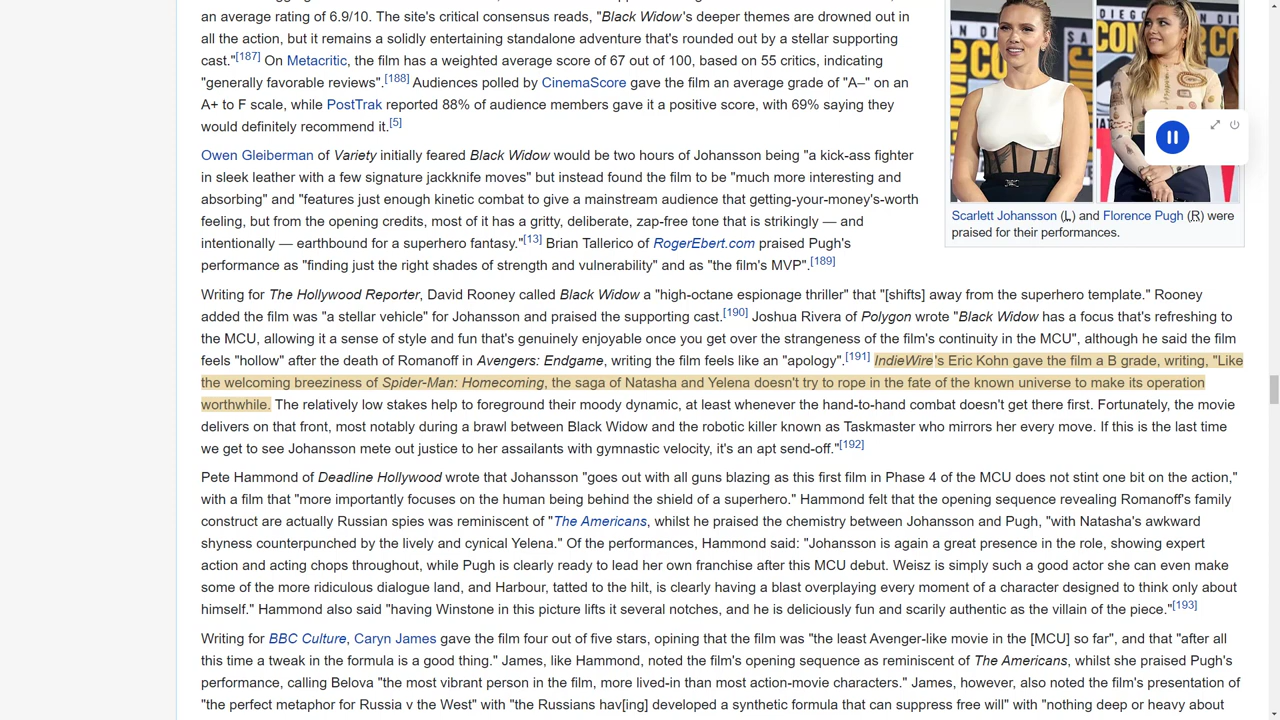 an average rating of 6.9/10. The site's critical consensus reads, "Black Widow's deeper themes are drowned out in
all the action, but it remains a solidly entertaining standalone adventure that's rounded out by a stellar supporting
cast."[187] On Metacritic, the film has a weighted average score of 67 out of 100, based on 55 critics, indicating
"generally favorable reviews".[188] Audiences polled by CinemaScore gave the film an average grade of "A–" on an
A+ to F scale, while PostTrak reported 88% of audience members gave it a positive score, with 69% saying they
would definitely recommend it.[5]
Owen Gleiberman of Variety initially feared Black Widow would be two hours of Johansson being "a kick-ass fighter
in sleek leather with a few signature jackknife moves" but instead found the film to be "much more interesting and
absorbing" and "features just enough kinetic combat to give a mainstream audience that getting-your-money's-worth
feeling, but from the opening credits, most of it has a gritty, deliberate, zap-free tone that is strikingly — and
intentionally — earthbound for a superhero fantasy."[13] Brian Tallerico of RogerEbert.com praised Pugh's
performance as "finding just the right shades of strength and vulnerability" and as "the film's MVP".[189]
Scarlett Johansson (L) and Florence Pugh (R) were
praised for their performances.
Writing for The Hollywood Reporter, David Rooney called Black Widow a "high-octane espionage thriller" that "[shifts] away from the superhero template." Rooney
added the film was "a stellar vehicle" for Johansson and praised the supporting cast.[190] Joshua Rivera of Polygon wrote "Black Widow has a focus that's refreshing to
the MCU, allowing it a sense of style and fun that's genuinely enjoyable once you get over the strangeness of the film's continuity in the MCU", although he said the film
feels "hollow" after the death of Romanoff in Avengers: Endgame, writing the film feels like an "apology".[191] IndieWire's Eric Kohn gave the film a B grade, writing, "Like
the welcoming breeziness of Spider-Man: Homecoming, the saga of Natasha and Yelena doesn't try to rope in the fate of the known universe to make its operation
worthwhile. The relatively low stakes help to foreground their moody dynamic, at least whenever the hand-to-hand combat doesn't get there first. Fortunately, the movie
delivers on that front, most notably during a brawl between Black Widow and the robotic killer known as Taskmaster who mirrors her every move. If this is the last time
we get to see Johansson mete out justice to her assailants with gymnastic velocity, it's an apt send-off."[192]
Pete Hammond of Deadline Hollywood wrote that Johansson "goes out with all guns blazing as this first film in Phase 4 of the MCU does not stint one bit on the action,"
with a film that "more importantly focuses on the human being behind the shield of a superhero." Hammond felt that the opening sequence revealing Romanoff's family
construct are actually Russian spies was reminiscent of "The Americans, whilst he praised the chemistry between Johansson and Pugh, "with Natasha's awkward
shyness counterpunched by the lively and cynical Yelena." Of the performances, Hammond said: "Johansson is again a great presence in the role, showing expert
action and acting chops throughout, while Pugh is clearly ready to lead her own franchise after this MCU debut. Weisz is simply such a good actor she can even make
some of the more ridiculous dialogue land, and Harbour, tatted to the hilt, is clearly having a blast overplaying every moment of a character designed to think only about
himself." Hammond also said "having Winstone in this picture lifts it several notches, and he is deliciously fun and scarily authentic as the villain of the piece."[193]
Writing for BBC Culture, Caryn James gave the film four out of five stars, opining that the film was "the least Avenger-like movie in the [MCU] so far", and that "after all
this time a tweak in the formula is a good thing." James, like Hammond, noted the film's opening sequence as reminiscent of The Americans, whilst she praised Pugh's
performance, calling Belova "the most vibrant person in the film, more lived-in than most action-movie characters." James, however, also noted the film's presentation of
"the perfect metaphor for Russia v the West" with "the Russians hav[ing] developed a synthetic formula that can suppress free will" with "nothing deep or heavy about